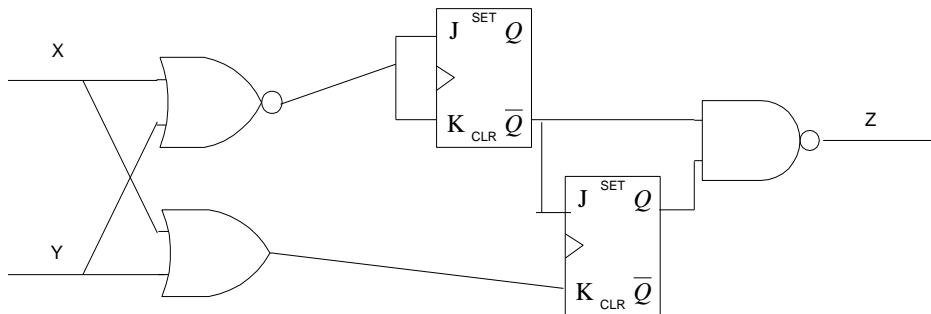 X
Y
J SET Q
K CLR Q̅
J SET Q
K CLR Q̅
Z